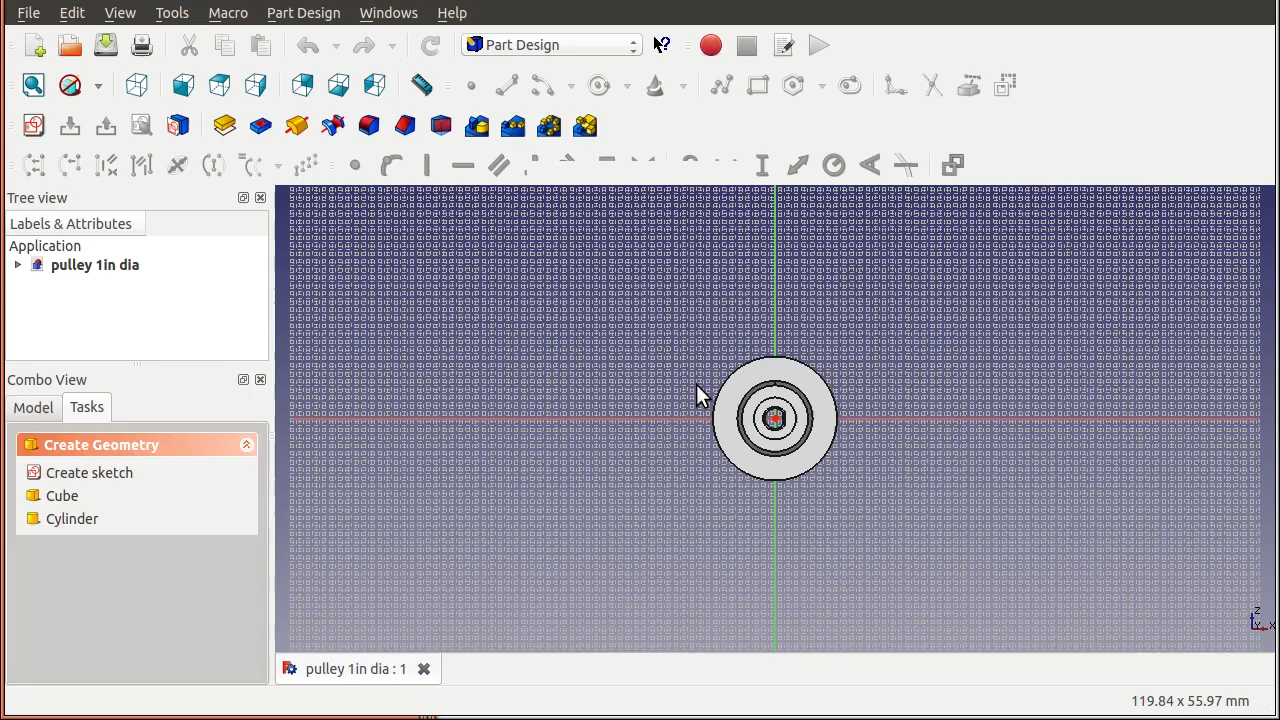 File Edit View Tools Macro Part Design Windows Help
Part Design
Tree view
Labels & Attributes
Application
pulley 1in dia
Combo View
Model Tasks
Create Geometry
Create sketch
Cube
Cylinder
z
x
pulley 1in dia : 1
119.84 x 55.97 mm